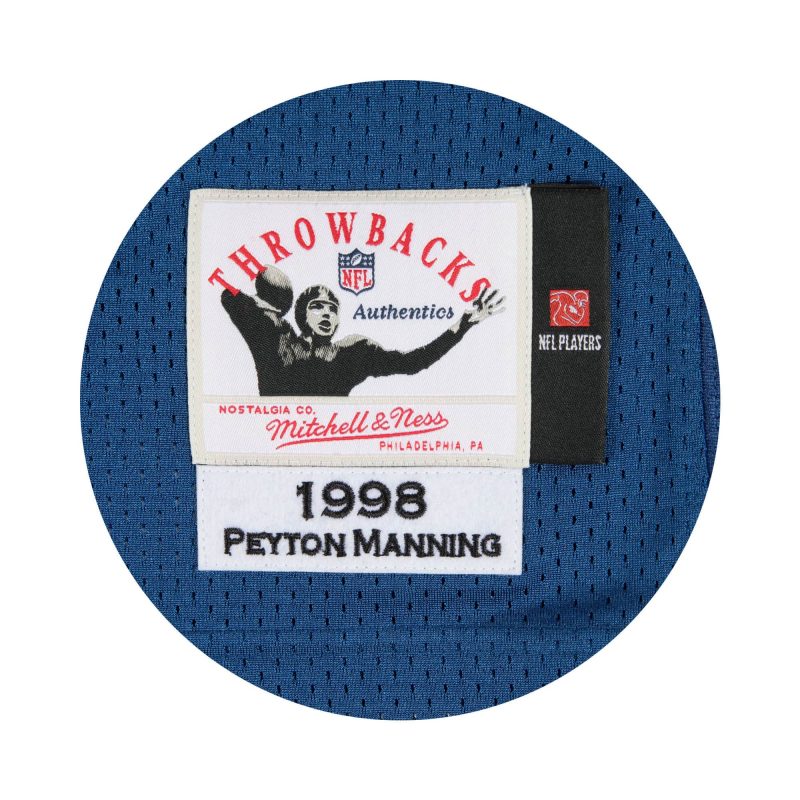 THROWBACKS
NFL
Authentics
NFL PLAYERS
NOSTALGIA CO.
Mitchell & Ness
PHILADELPHIA, PA
1998
PEYTON MANNING